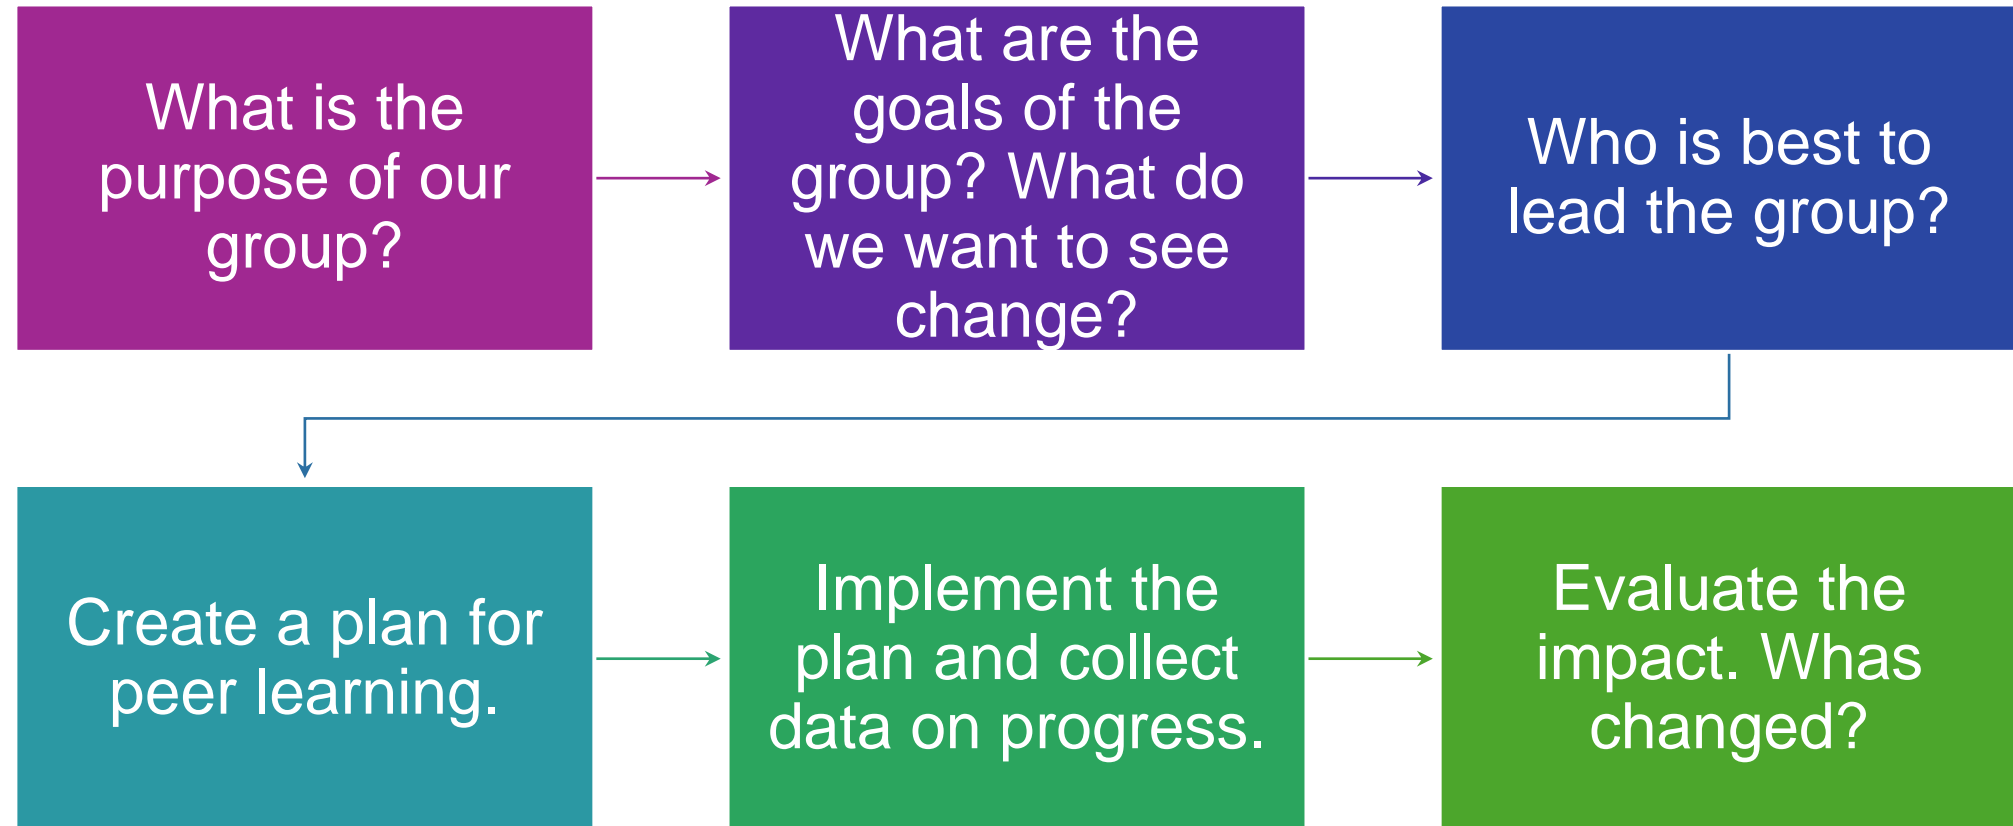 What is the
purpose of our
group?
What are the
goals of the
group? What do
we want to see
change?
Who is best to
lead the group?
Create a plan for
peer learning.
Implement the
plan and collect
data on progress.
Evaluate the
impact. Whas
changed?